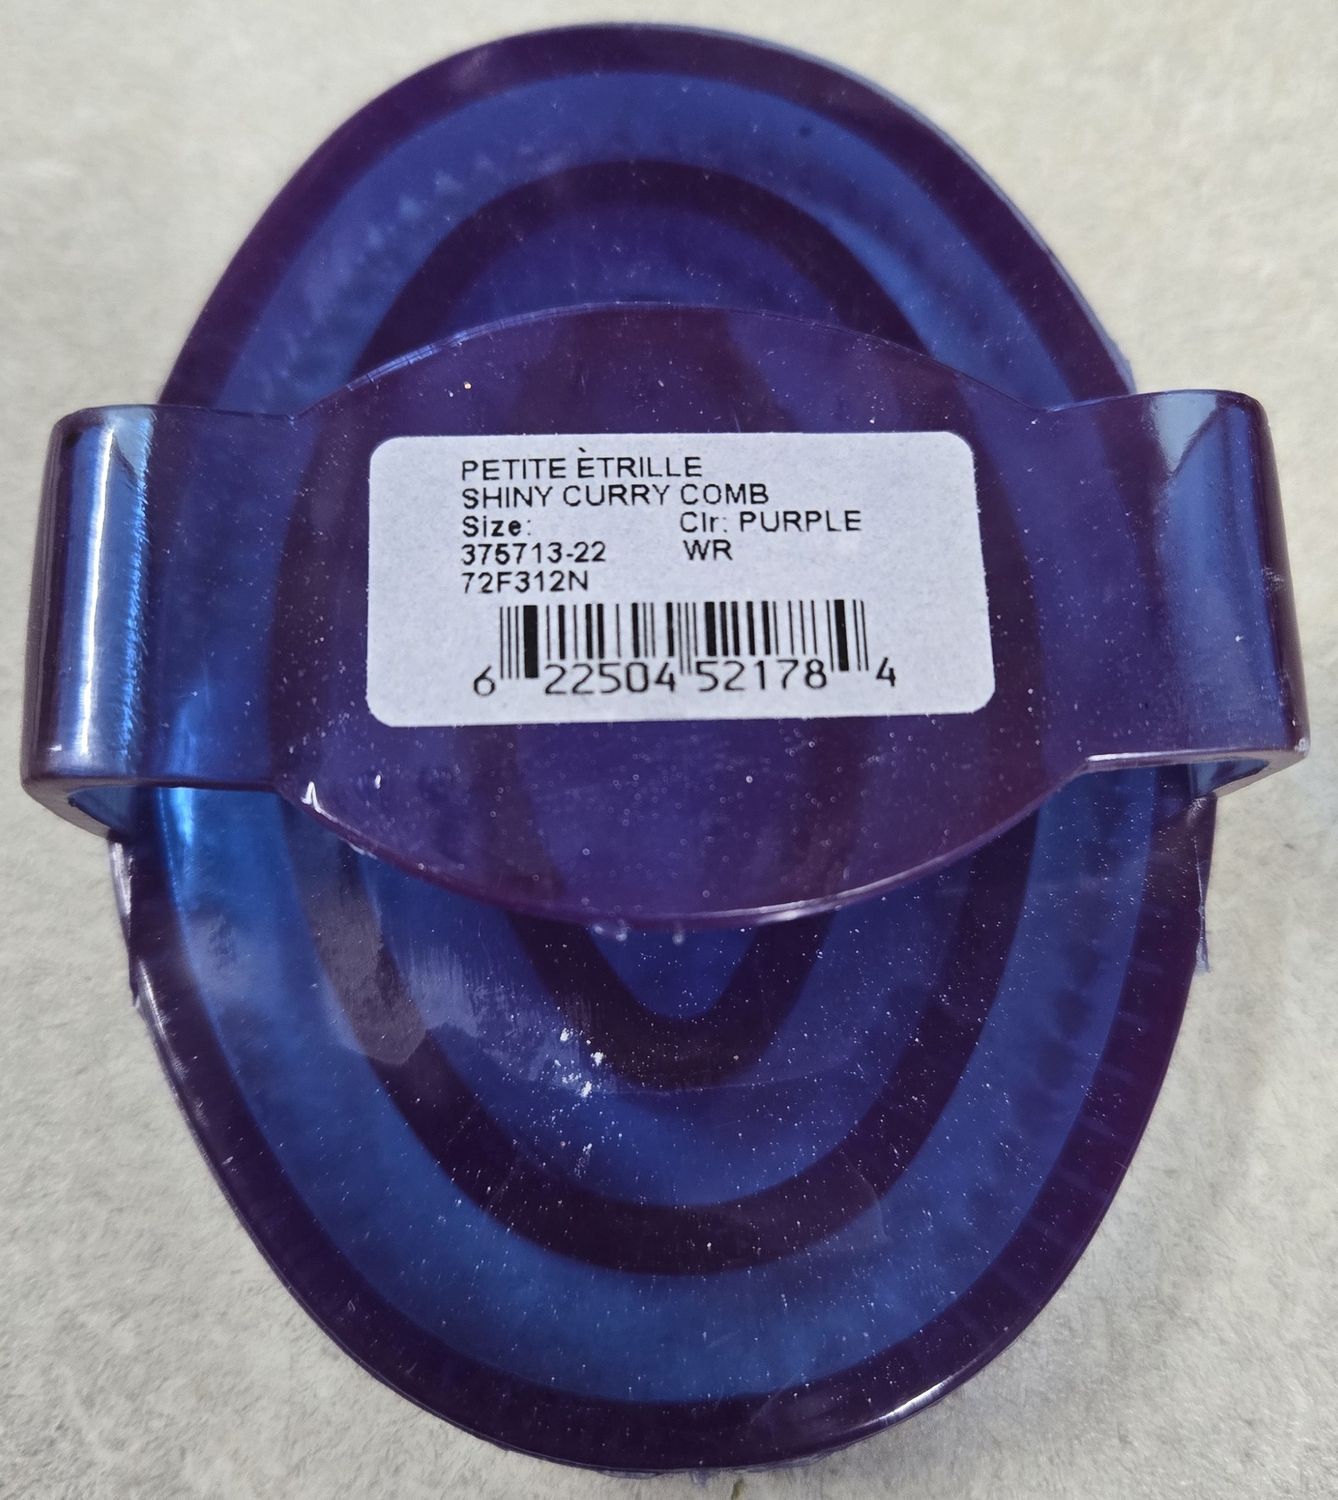 PETITE ÈTRILLE
SHINY CURRY COMB
Size: Clr: PURPLE
375713-22 WR
72F312N
6 22504 52178 4